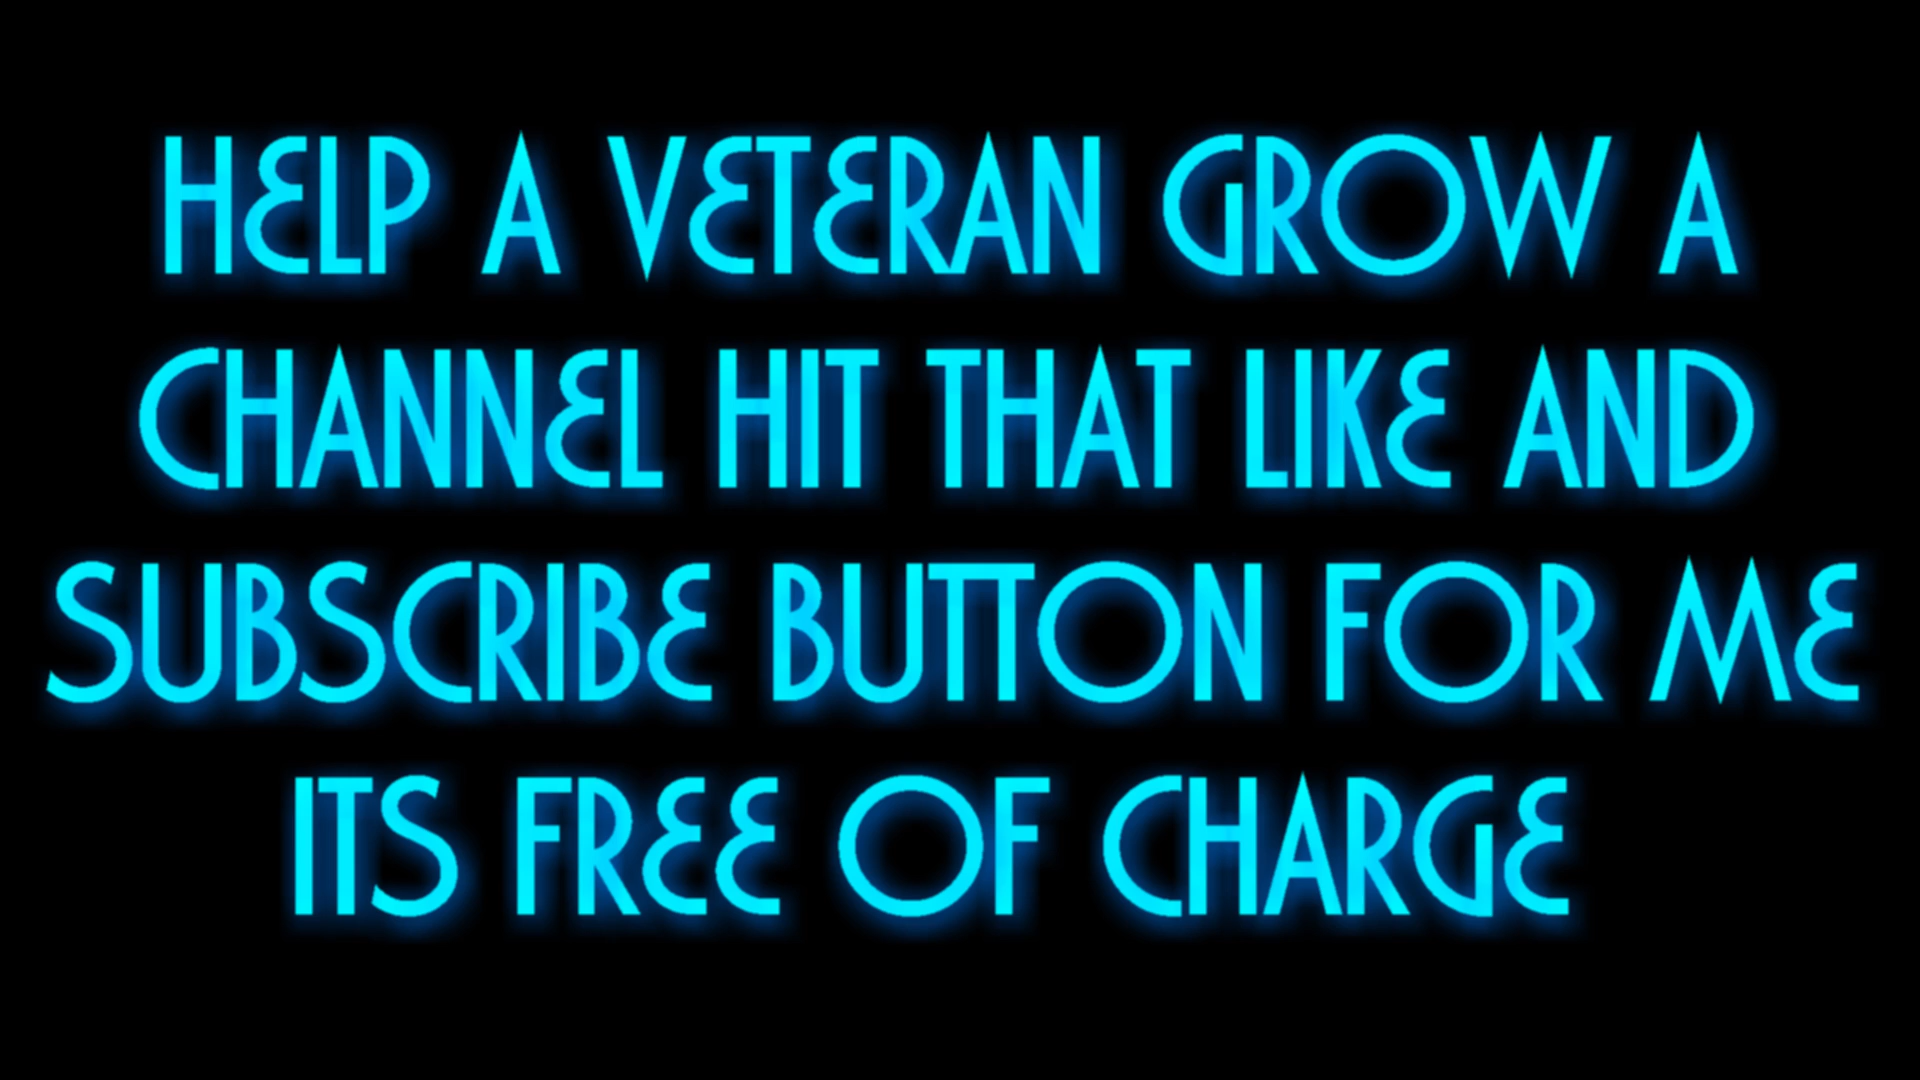 HELP A VETERAN GROW A
CHANNEL HIT THAT LIKE AND
SUBSCRIBE BUTTON FOR ME
ITS FREE OF CHARGE